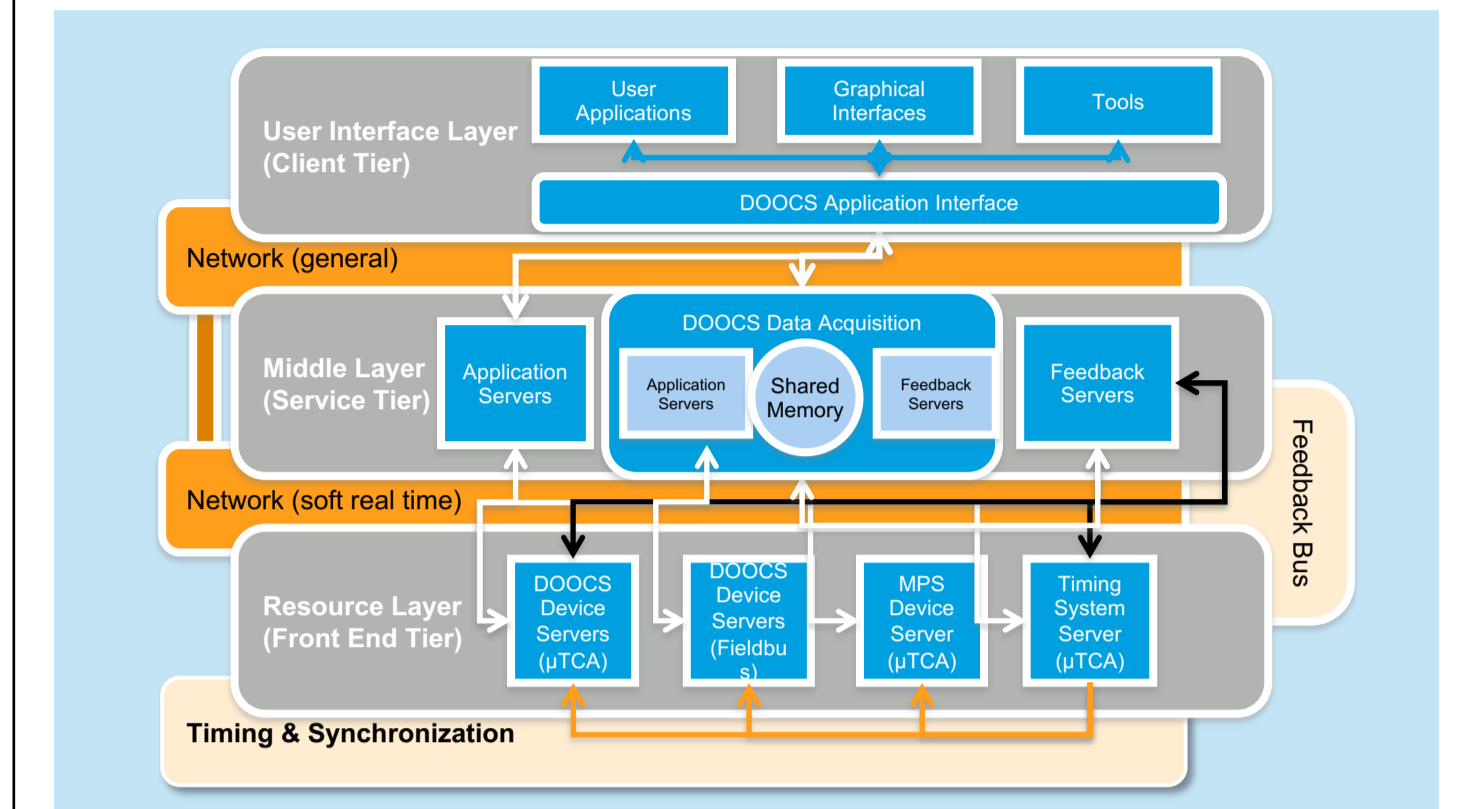 User Interface Layer
(Client Tier)
User
Applications
Graphical
Interfaces
Tools
DOOCS Application Interface
Network (general)
Middle Layer
(Service Tier)
Application
Servers
DOOCS Data Acquisition
Application
Servers
Shared
Memory
Feedback
Servers
Feedback
Servers
Feedback Bus
Network (soft real time)
Resource Layer
(Front End Tier)
DOOCS
Device
Servers
(µTCA)
DOOCS
Device
Servers
(Fieldbu
s)
MPS
Device
Server
(µTCA)
Timing
System
Server
(µTCA)
Timing & Synchronization